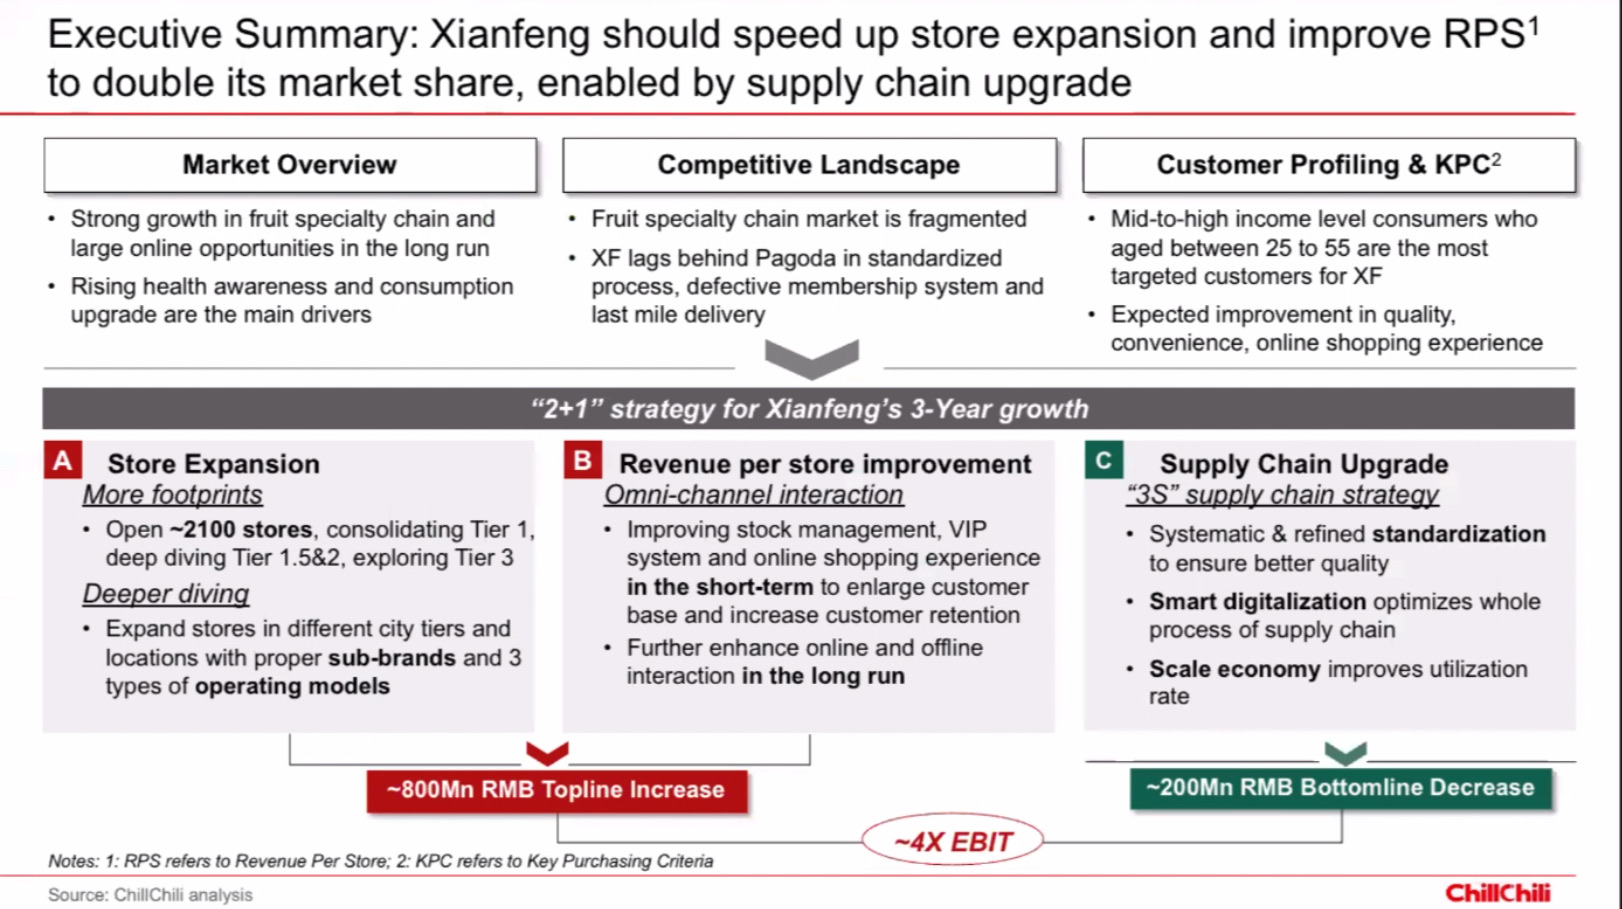 Executive Summary: Xianfeng should speed up store expansion and improve RPS1
to double its market share, enabled by supply chain upgrade
Market Overview
• Strong growth in fruit specialty chain and
large online opportunities in the long run
• Rising health awareness and consumption
upgrade are the main drivers
Competitive Landscape
• Fruit specialty chain market is fragmented
• XF lags behind Pagoda in standardized
process, defective membership system and
last mile delivery
Customer Profiling & KPC2
• Mid-to-high income level consumers who
aged between 25 to 55 are the most
targeted customers for XF
• Expected improvement in quality,
convenience, online shopping experience
“2+1” strategy for Xianfeng’s 3-Year growth
A Store Expansion
More footprints
• Open ~2100 stores, consolidating Tier 1,
deep diving Tier 1.5&2, exploring Tier 3
Deeper diving
• Expand stores in different city tiers and
locations with proper sub-brands and 3
types of operating models
B Revenue per store improvement
Omni-channel interaction
• Improving stock management, VIP
system and online shopping experience
in the short-term to enlarge customer
base and increase customer retention
• Further enhance online and offline
interaction in the long run
C Supply Chain Upgrade
“3S” supply chain strategy
• Systematic & refined standardization
to ensure better quality
• Smart digitalization optimizes whole
process of supply chain
• Scale economy improves utilization
rate
~800Mn RMB Topline Increase
~200Mn RMB Bottomline Decrease
~4X EBIT
Notes: 1: RPS refers to Revenue Per Store; 2: KPC refers to Key Purchasing Criteria
Source: ChillChili analysis
ChillChili